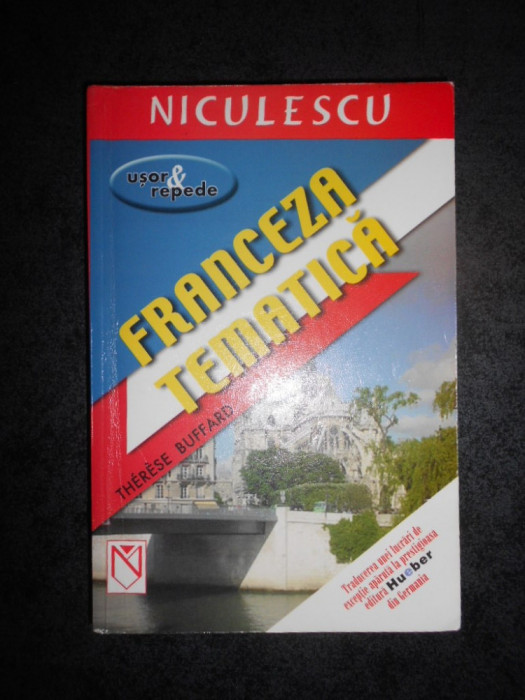 NICULESCU
ușor &
repede
FRANCEZA
TEMATICĂ
THÉRÈSE BUFFARD
Traducerea unei lucrări de
excepție apărută la prestigioasa
editură Hueber
din Germania